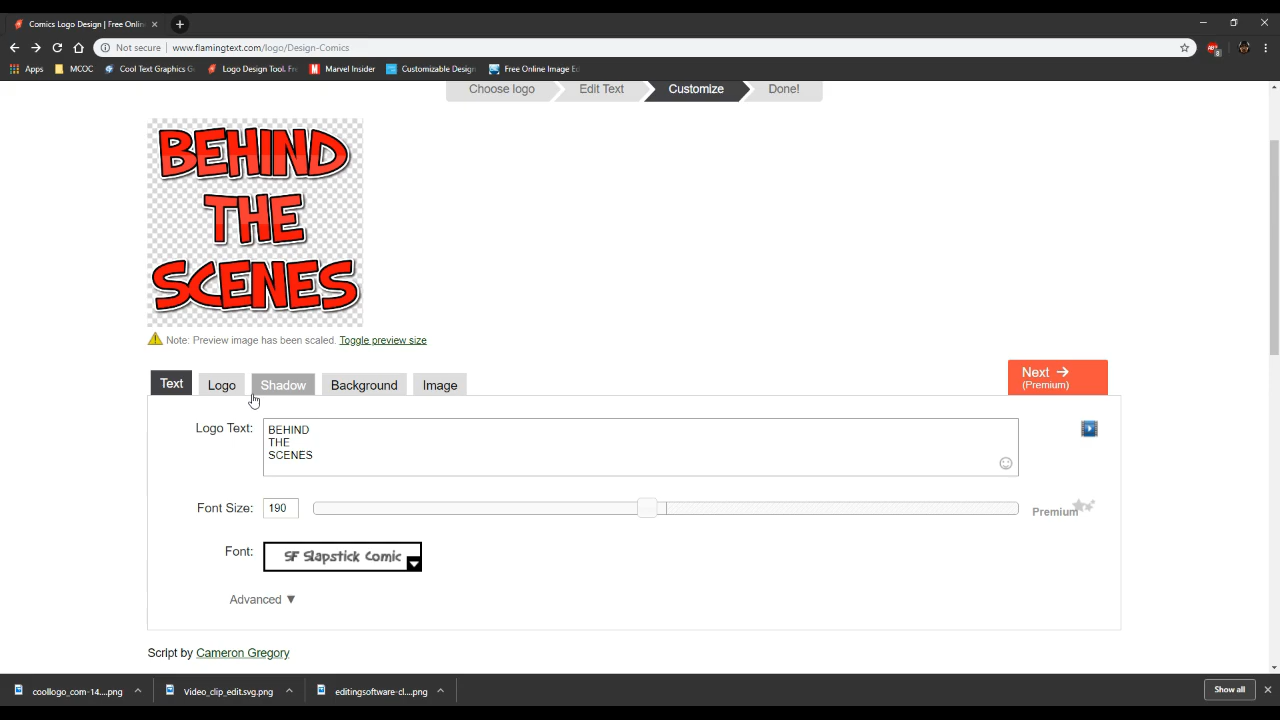 Comics Logo Design | Free Onlin
Not secure | www.flamingtext.com/logo/Design-Comics
Apps MCOC Cool Text Graphics G Logo Design Tool, Fre Marvel Insider Customizable Design Free Online Image Ed
Choose logo Edit Text Customize Done!
BEHIND
THE
SCENES
Note: Preview image has been scaled. Toggle preview size
Text Logo Shadow Background Image
Next →
(Premium)
Logo Text: BEHIND
THE
SCENES
Font Size: 190 Premium
Font: SF Slapstick Comic
Advanced ▼
Script by Cameron Gregory
coollogo_com-14....png Video_clip_edit.svg.png editingsoftware-cl....png Show all